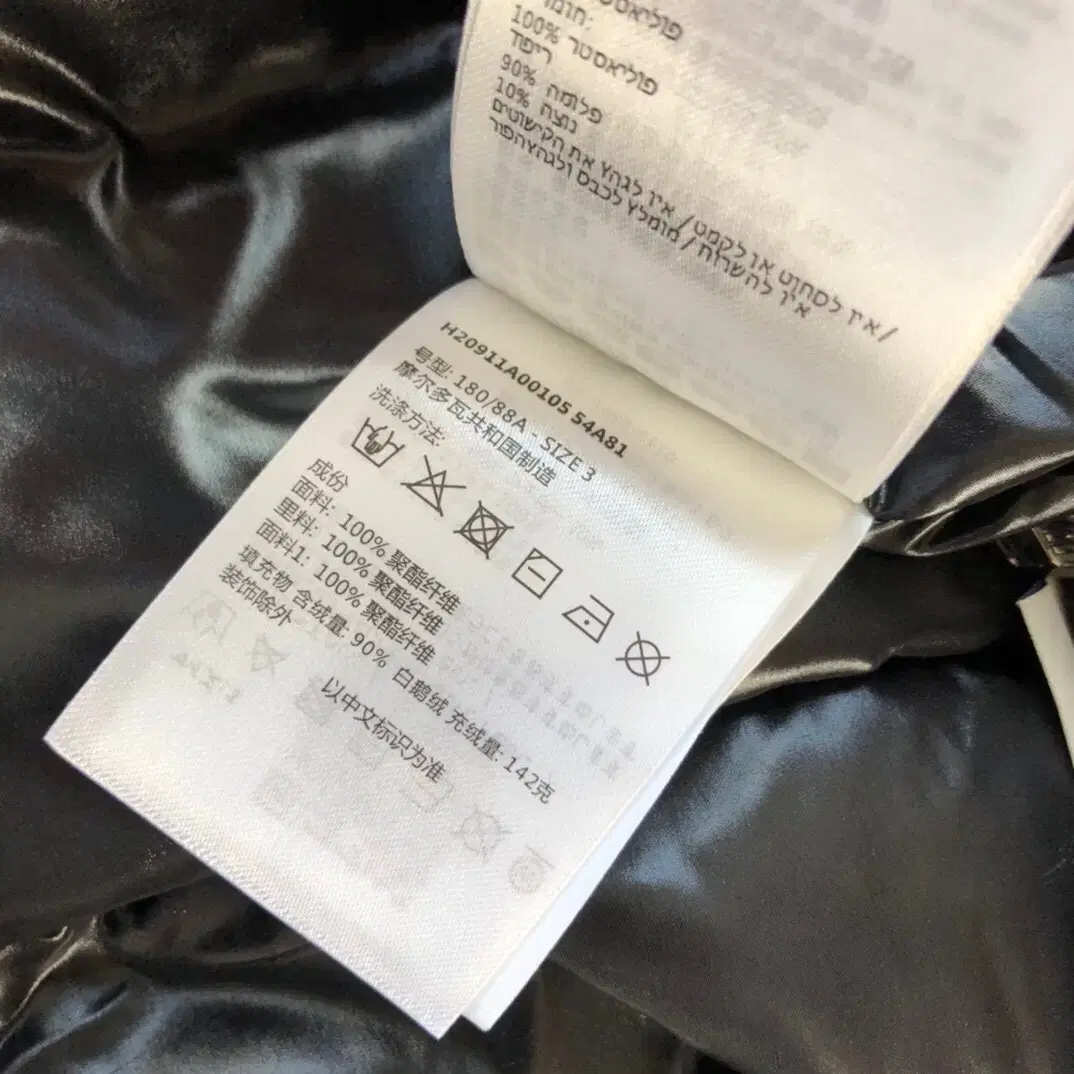 פוליאסטר
חומר:
100% פוליאסטר
ריפוד
90% פלומה
10% נוצה
אין לסחוט או לקמט/ אין לגהץ את הקישוטים/
אין להשרות/ מומלץ לכבס ולגהץ הפוך
H20911A00105 54A81
号型: 180/88A - SIZE 3
摩尔多瓦共和国制造
洗涤方法:
成份
面料: 100% 聚酯纤维
里料: 100% 聚酯纤维
面料1: 100% 聚酯纤维
填充物 含绒量: 90% 白鹅绒 充绒量: 142克
装饰除外
以中文标识为准